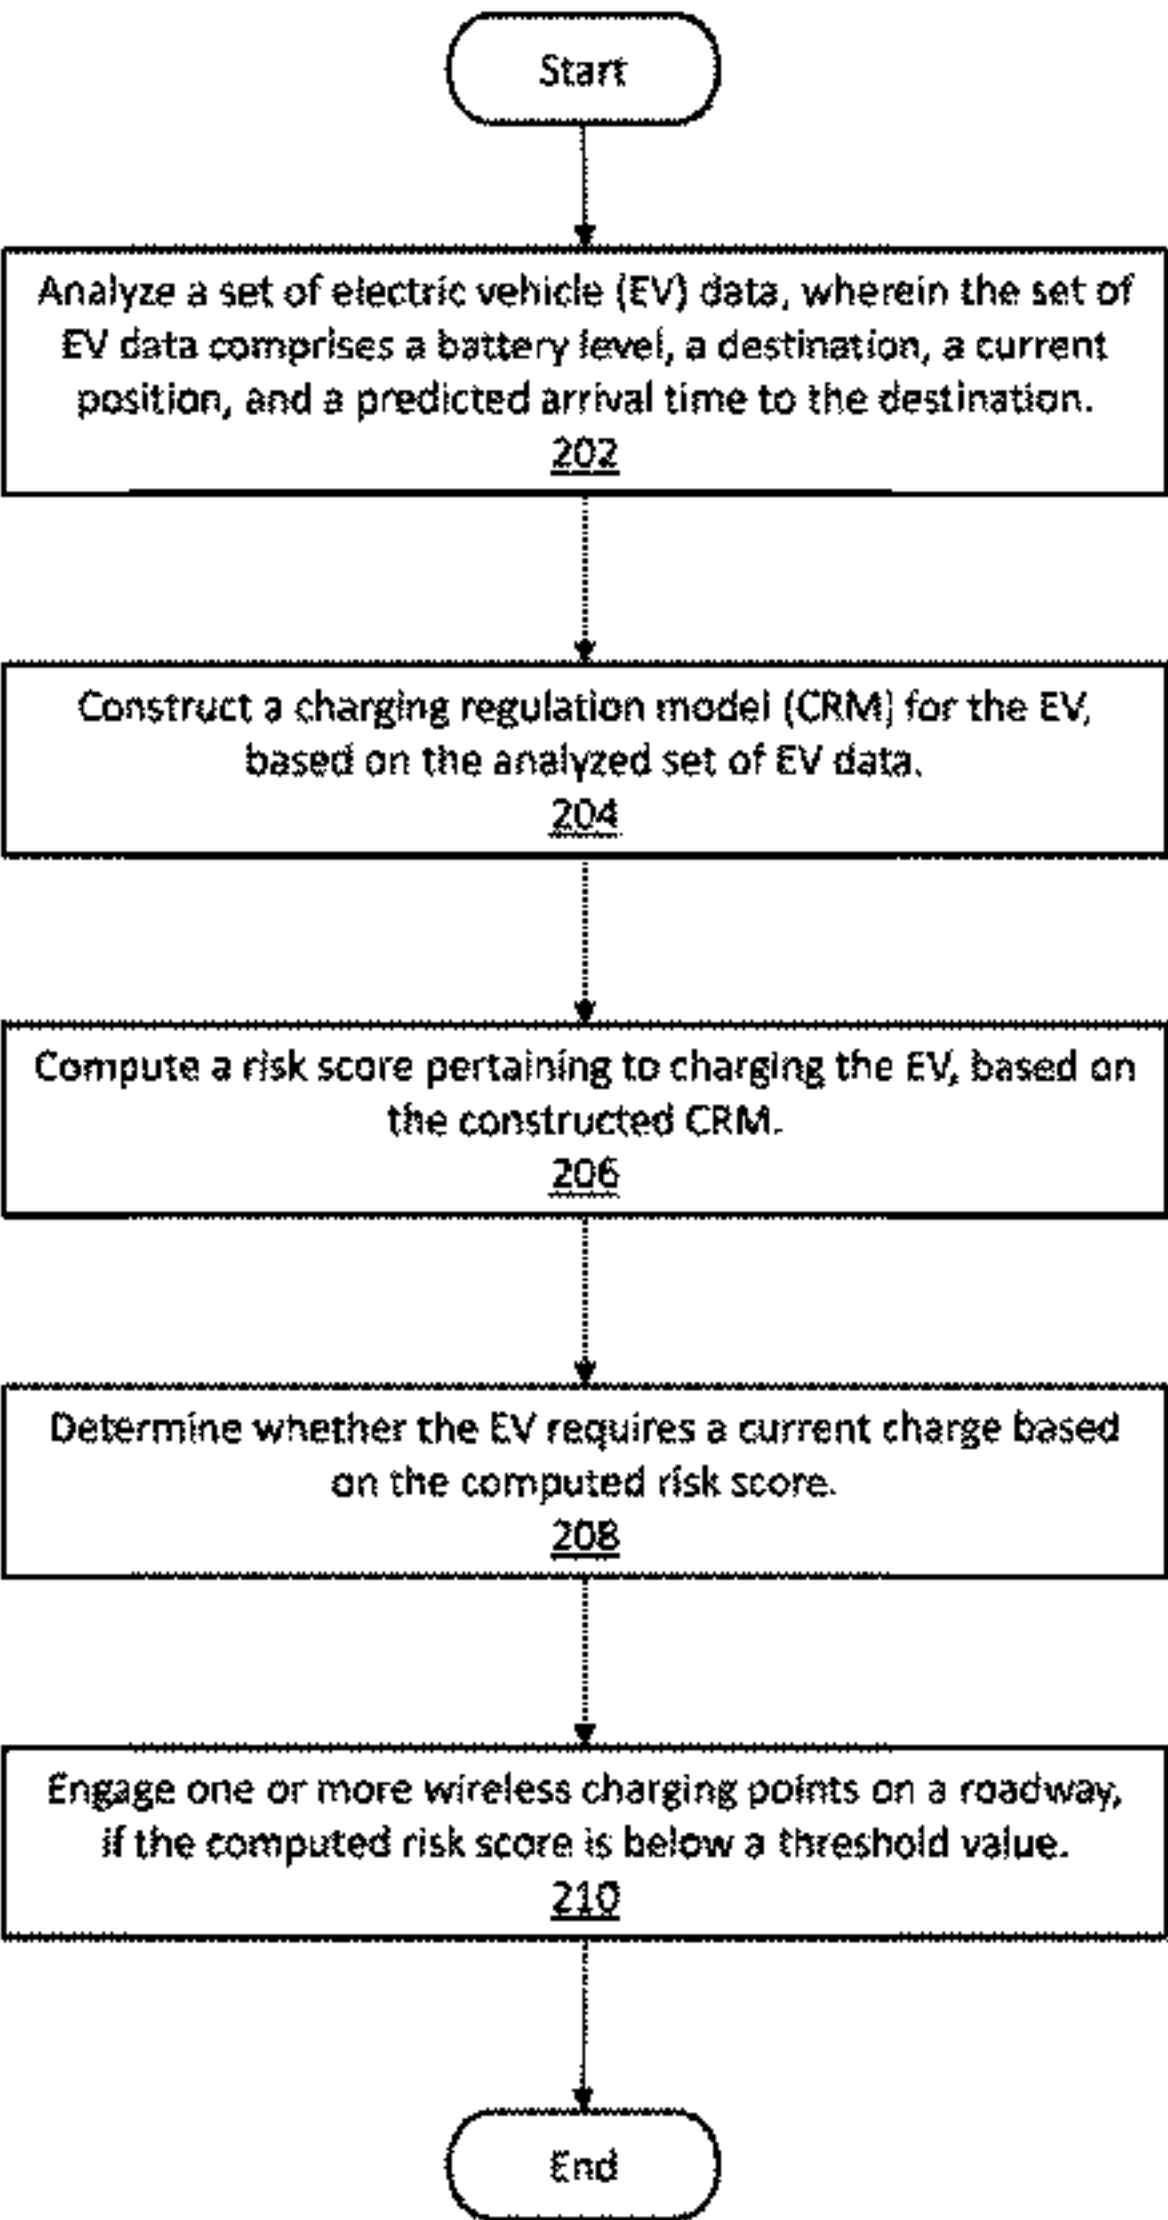 Start
Analyze a set of electric vehicle (EV) data, wherein the set of
EV data comprises a battery level, a destination, a current
position, and a predicted arrival time to the destination.
202
Construct a charging regulation model (CRM) for the EV,
based on the analyzed set of EV data.
204
Compute a risk score pertaining to charging the EV, based on
the constructed CRM.
206
Determine whether the EV requires a current charge based
on the computed risk score.
208
Engage one or more wireless charging points on a roadway,
if the computed risk score is below a threshold value.
210
End